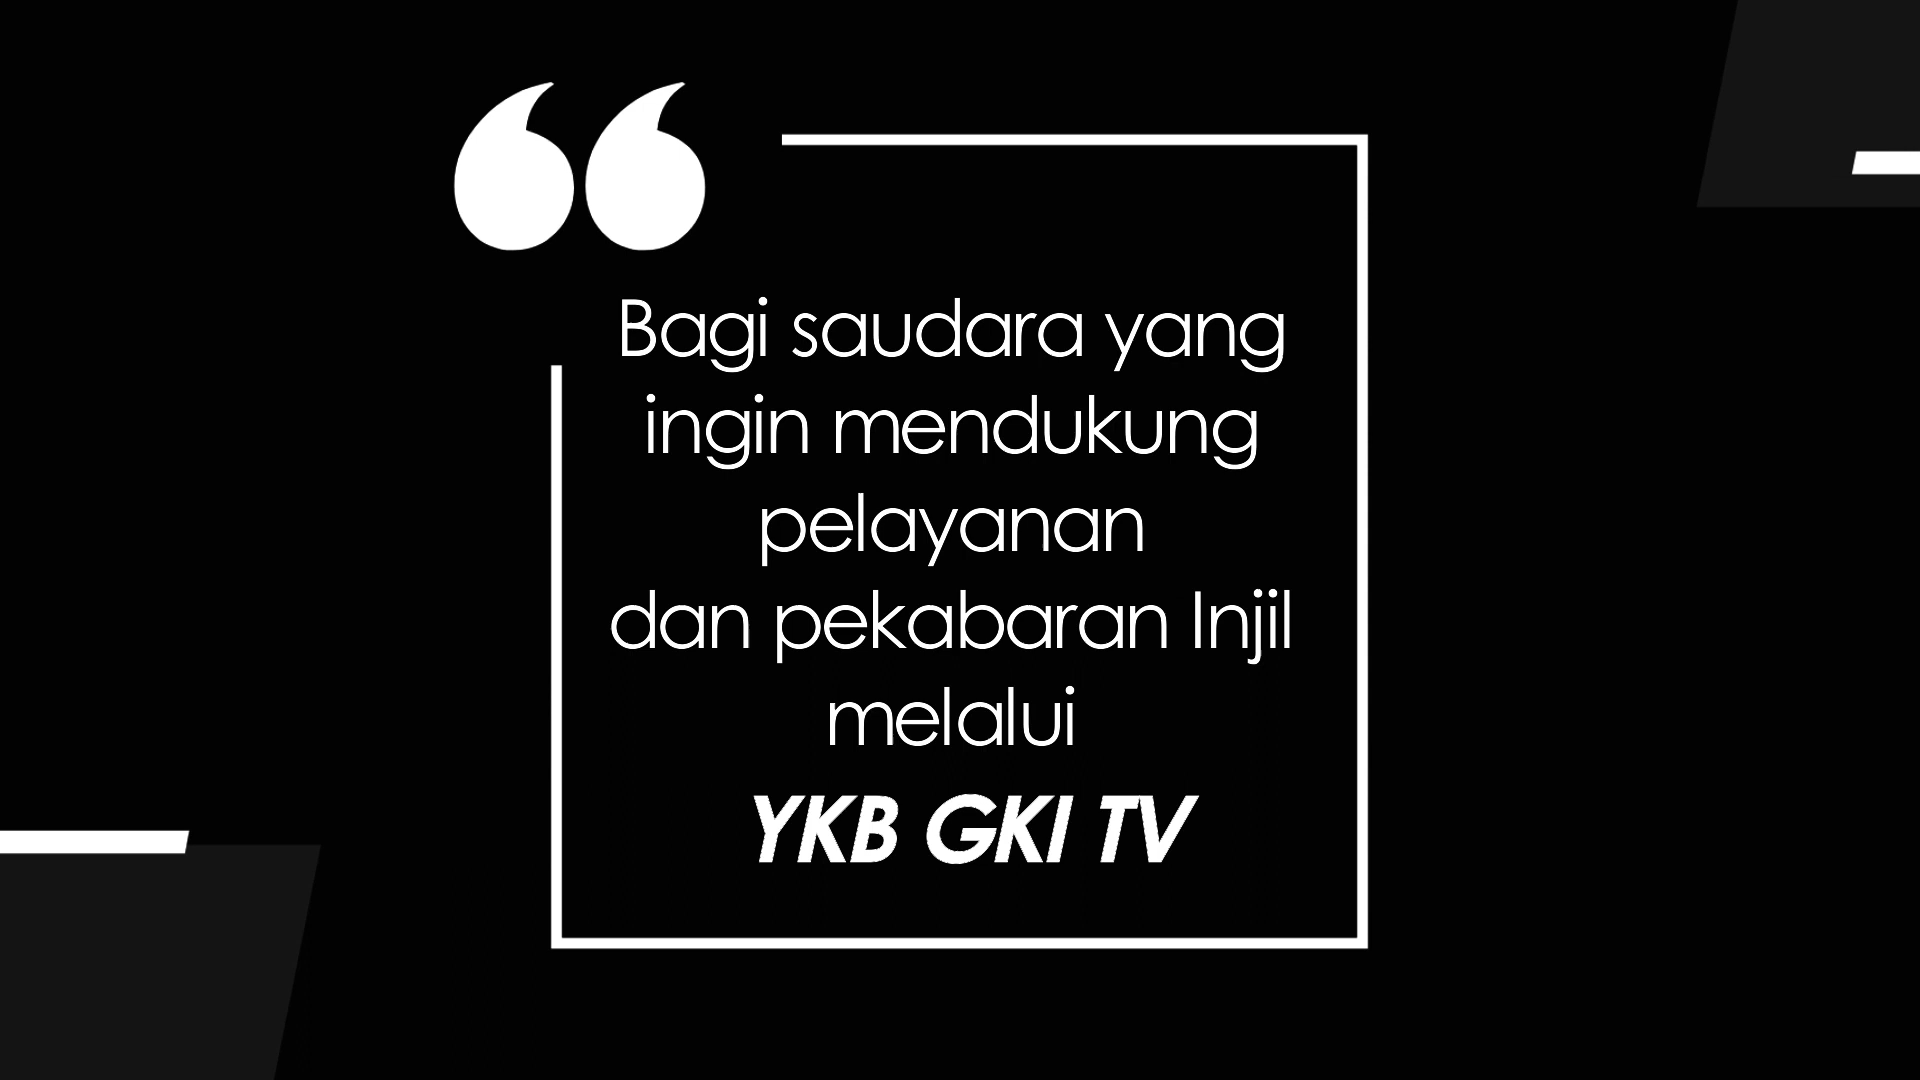 Bagi saudara yang
ingin mendukung
pelayanan
dan pekabaran Injil
melalui
YKB GKI TV